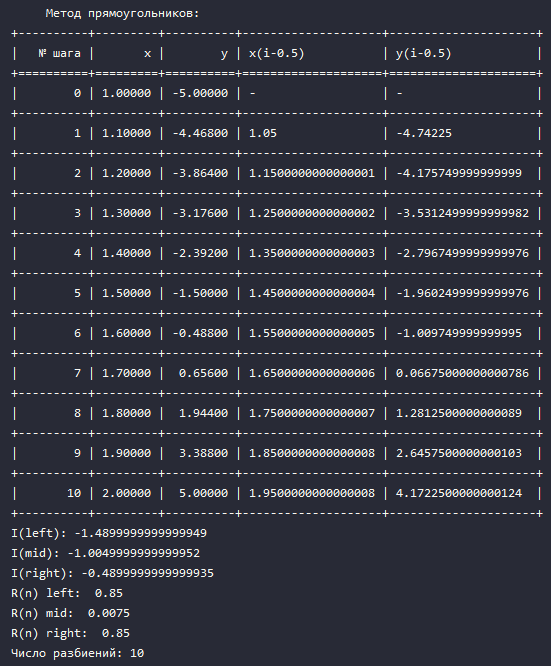 Метод прямоугольников:
+----------+---------+----------+--------------------+---------------------+
|   № шага |       x |        y | x(i-0.5)           | y(i-0.5)            |
+==========+=========+==========+====================+=====================+
|        0 | 1.00000 | -5.00000 | -                  | -                   |
+----------+---------+----------+--------------------+---------------------+
|        1 | 1.10000 | -4.46800 | 1.05               | -4.74225            |
+----------+---------+----------+--------------------+---------------------+
|        2 | 1.20000 | -3.86400 | 1.1500000000000001 | -4.175749999999999  |
+----------+---------+----------+--------------------+---------------------+
|        3 | 1.30000 | -3.17600 | 1.2500000000000002 | -3.5312499999999982 |
+----------+---------+----------+--------------------+---------------------+
|        4 | 1.40000 | -2.39200 | 1.3500000000000003 | -2.7967499999999976 |
+----------+---------+----------+--------------------+---------------------+
|        5 | 1.50000 | -1.50000 | 1.4500000000000004 | -1.9602499999999976 |
+----------+---------+----------+--------------------+---------------------+
|        6 | 1.60000 | -0.48800 | 1.5500000000000005 | -1.009749999999995  |
+----------+---------+----------+--------------------+---------------------+
|        7 | 1.70000 |  0.65600 | 1.6500000000000006 | 0.06675000000000786 |
+----------+---------+----------+--------------------+---------------------+
|        8 | 1.80000 |  1.94400 | 1.7500000000000007 | 1.2812500000000089  |
+----------+---------+----------+--------------------+---------------------+
|        9 | 1.90000 |  3.38800 | 1.8500000000000008 | 2.6457500000000103  |
+----------+---------+----------+--------------------+---------------------+
|       10 | 2.00000 |  5.00000 | 1.9500000000000008 | 4.1722500000000124  |
+----------+---------+----------+--------------------+---------------------+
I(left): -1.4899999999999949
I(mid): -1.0049999999999952
I(right): -0.4899999999999935
R(n) left:  0.85
R(n) mid:  0.0075
R(n) right:  0.85
Число разбиений: 10